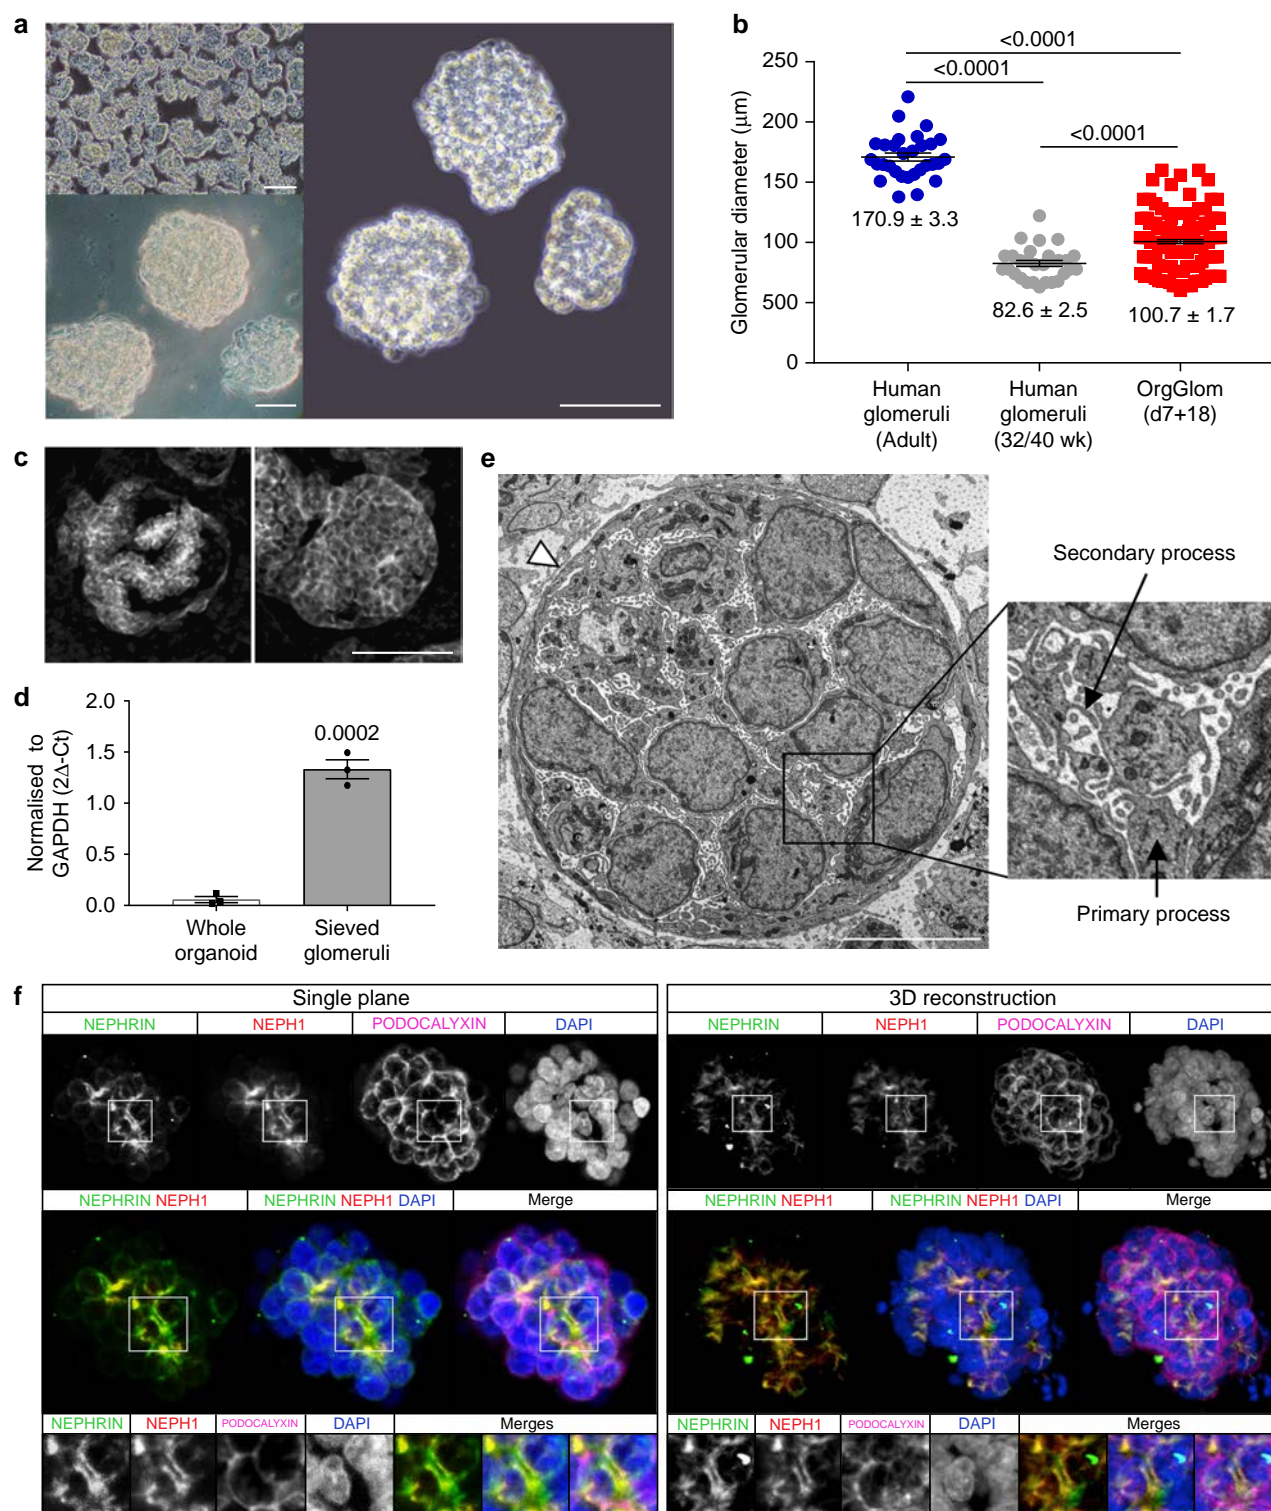 a
b
<0.0001
<0.0001
<0.0001
Glomerular diameter (µm)
250
200
150
100
500
0
170.9 ± 3.3
82.6 ± 2.5
100.7 ± 1.7
Human
glomeruli
(Adult)
Human
glomeruli
(32/40 wk)
OrgGlom
(d7+18)
c
d
Normalised to
GAPDH (2Δ-Ct)
2.0
1.5
1.0
0.5
0.0
0.0002
Whole
organoid
Sieved
glomeruli
e
Secondary process
Primary process
f
Single plane
NEPHRIN NEPH1 PODOCALYXIN DAPI
NEPHRIN NEPH1 NEPHRIN NEPH1 DAPI Merge
NEPHRIN NEPH1 PODOCALYXIN DAPI Merges
3D reconstruction
NEPHRIN NEPH1 PODOCALYXIN DAPI
NEPHRIN NEPH1 NEPHRIN NEPH1 DAPI Merge
NEPHRIN NEPH1 PODOCALYXIN DAPI Merges